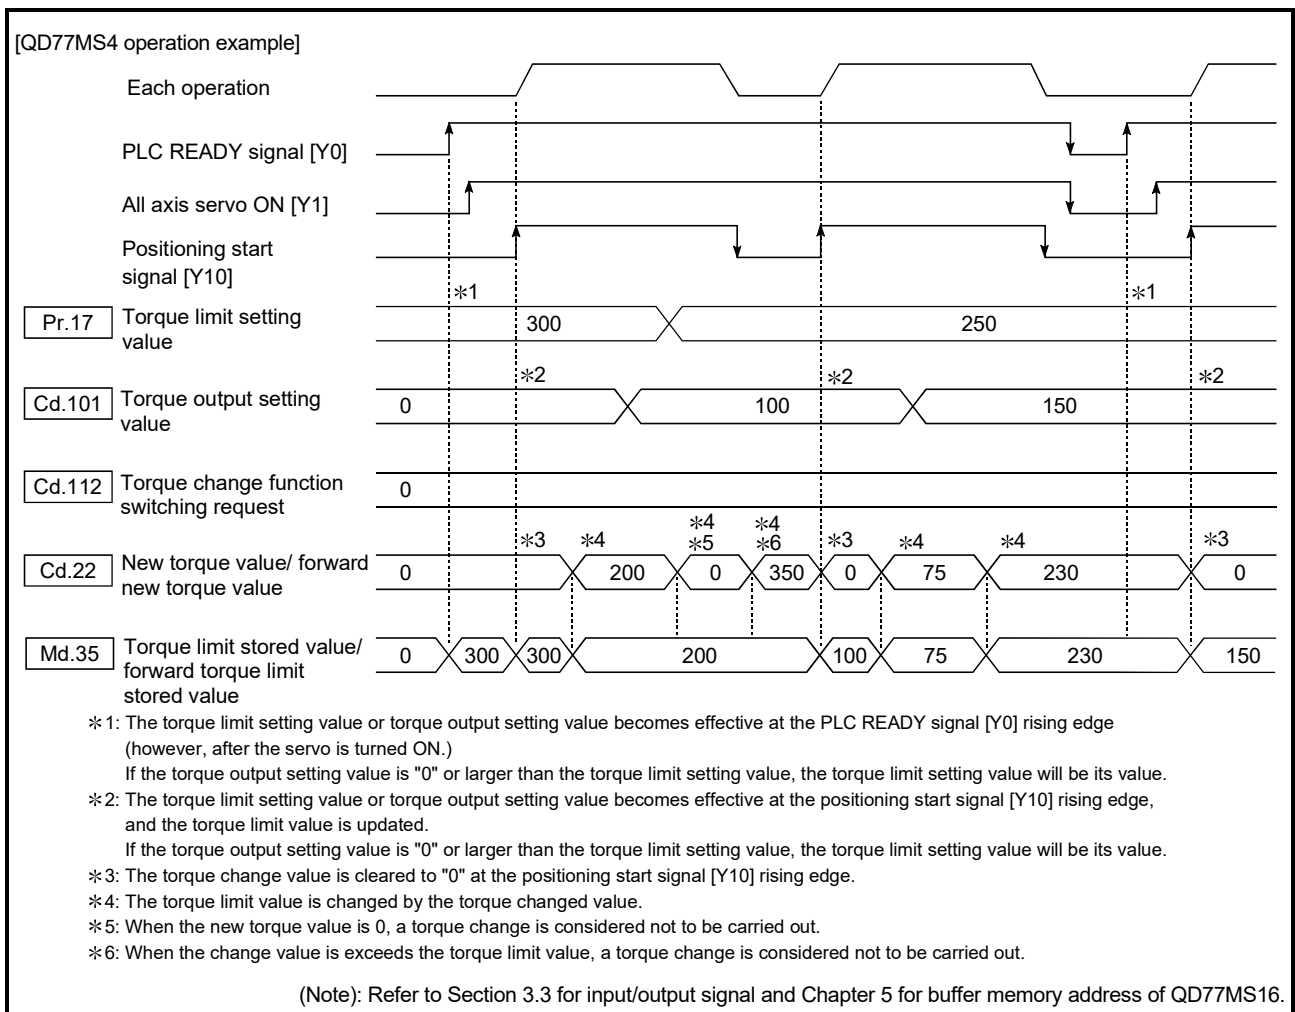 [QD77MS4 operation example]
Each operation
PLC READY signal [Y0]
All axis servo ON [Y1]
Positioning start
signal [Y10]
*1 *1
Pr.17 Torque limit setting
value
300 250
*2 *2 *2
Cd.101 Torque output setting
value
0 100 150
Cd.112 Torque change function
switching request
0
*4 *4
*3 *4 *5 *6 *3 *4 *4 *3
Cd.22 New torque value/ forward
new torque value
0 200 0 350 0 75 230 0
Md.35 Torque limit stored value/
forward torque limit
stored value
0 300 300 200 100 75 230 150
*1: The torque limit setting value or torque output setting value becomes effective at the PLC READY signal [Y0] rising edge
(however, after the servo is turned ON.)
If the torque output setting value is "0" or larger than the torque limit setting value, the torque limit setting value will be its value.
*2: The torque limit setting value or torque output setting value becomes effective at the positioning start signal [Y10] rising edge,
and the torque limit value is updated.
If the torque output setting value is "0" or larger than the torque limit setting value, the torque limit setting value will be its value.
*3: The torque change value is cleared to "0" at the positioning start signal [Y10] rising edge.
*4: The torque limit value is changed by the torque changed value.
*5: When the new torque value is 0, a torque change is considered not to be carried out.
*6: When the change value is exceeds the torque limit value, a torque change is considered not to be carried out.
(Note): Refer to Section 3.3 for input/output signal and Chapter 5 for buffer memory address of QD77MS16.